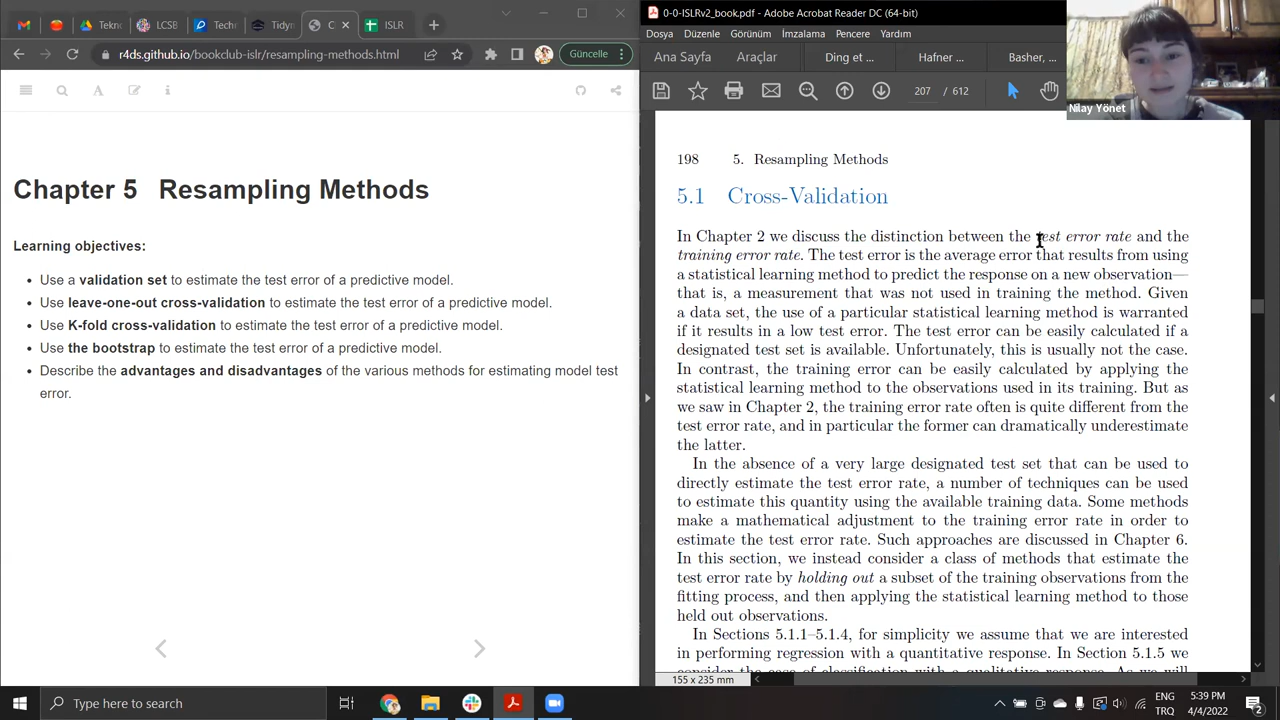 Tekno
LCSB
Tec
Tidyv
C
ISLR
r4ds.github.io/bookclub-islr/resampling-methods.html
Güncelle
Chapter 5 Resampling Methods
Learning objectives:
• Use a validation set to estimate the test error of a predictive model.
• Use leave-one-out cross-validation to estimate the test error of a predictive model.
• Use K-fold cross-validation to estimate the test error of a predictive model.
• Use the bootstrap to estimate the test error of a predictive model.
• Describe the advantages and disadvantages of the various methods for estimating model test
error.
0-0-ISLRv2_book.pdf - Adobe Acrobat Reader DC (64-bit)
Dosya Düzenle Görünüm İmzalama Pencere Yardım
Ana Sayfa Araçlar Ding et ... Hafner ... Basher, ...
207 / 612
Nilay Yönet
198 5. Resampling Methods
5.1 Cross-Validation
In Chapter 2 we discuss the distinction between the test error rate and the
training error rate. The test error is the average error that results from using
a statistical learning method to predict the response on a new observation—
that is, a measurement that was not used in training the method. Given
a data set, the use of a particular statistical learning method is warranted
if it results in a low test error. The test error can be easily calculated if a
designated test set is available. Unfortunately, this is usually not the case.
In contrast, the training error can be easily calculated by applying the
statistical learning method to the observations used in its training. But as
we saw in Chapter 2, the training error rate often is quite different from the
test error rate, and in particular the former can dramatically underestimate
the latter.
In the absence of a very large designated test set that can be used to
directly estimate the test error rate, a number of techniques can be used
to estimate this quantity using the available training data. Some methods
make a mathematical adjustment to the training error rate in order to
estimate the test error rate. Such approaches are discussed in Chapter 6.
In this section, we instead consider a class of methods that estimate the
test error rate by holding out a subset of the training observations from the
fitting process, and then applying the statistical learning method to those
held out observations.
In Sections 5.1.1–5.1.4, for simplicity we assume that we are interested
in performing regression with a quantitative response. In Section 5.1.5 we
consider the case of classification with a qualitative response. As we will
155 x 235 mm
Type here to search
ENG
TRQ
5:39 PM
4/4/2022
2